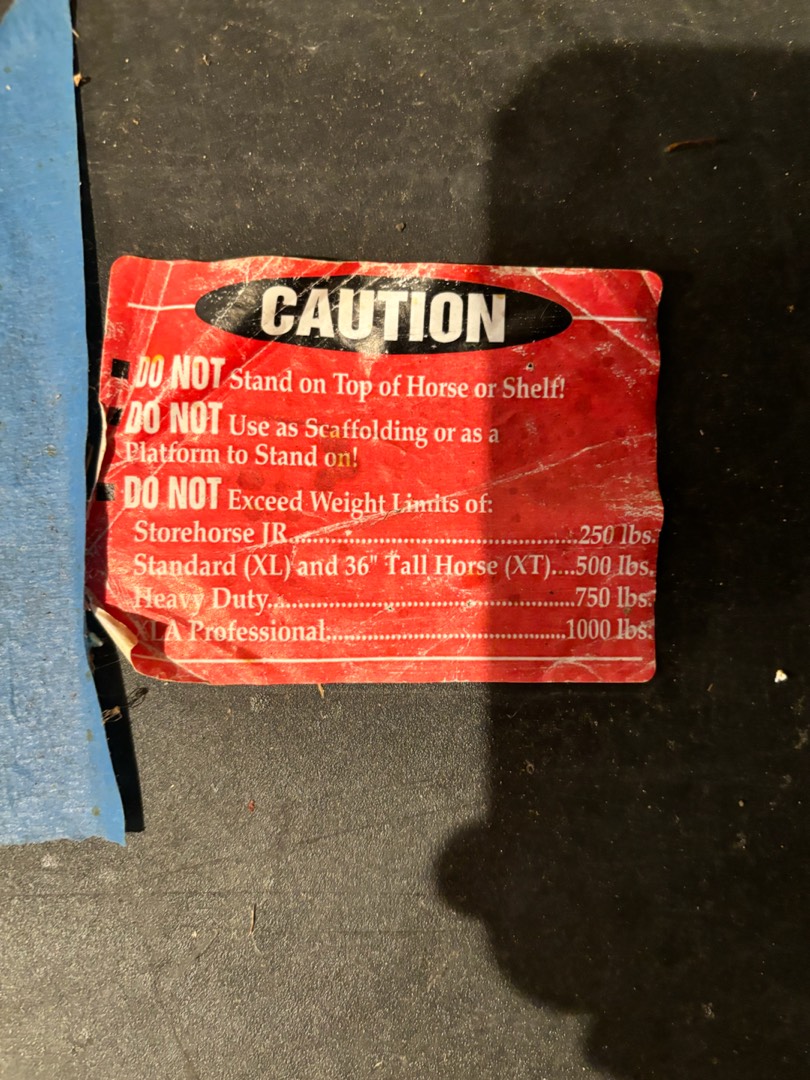 CAUTION
DO NOT Stand on Top of Horse or Shelf!
DO NOT Use as Scaffolding or as a
Platform to Stand on!
DO NOT Exceed Weight Limits of:
Storehorse JR..............................................250 lbs.
Standard (XL) and 36" Tall Horse (XT)....500 lbs.
Heavy Duty................................................750 lbs.
XLA Professional.....................................1000 lbs.